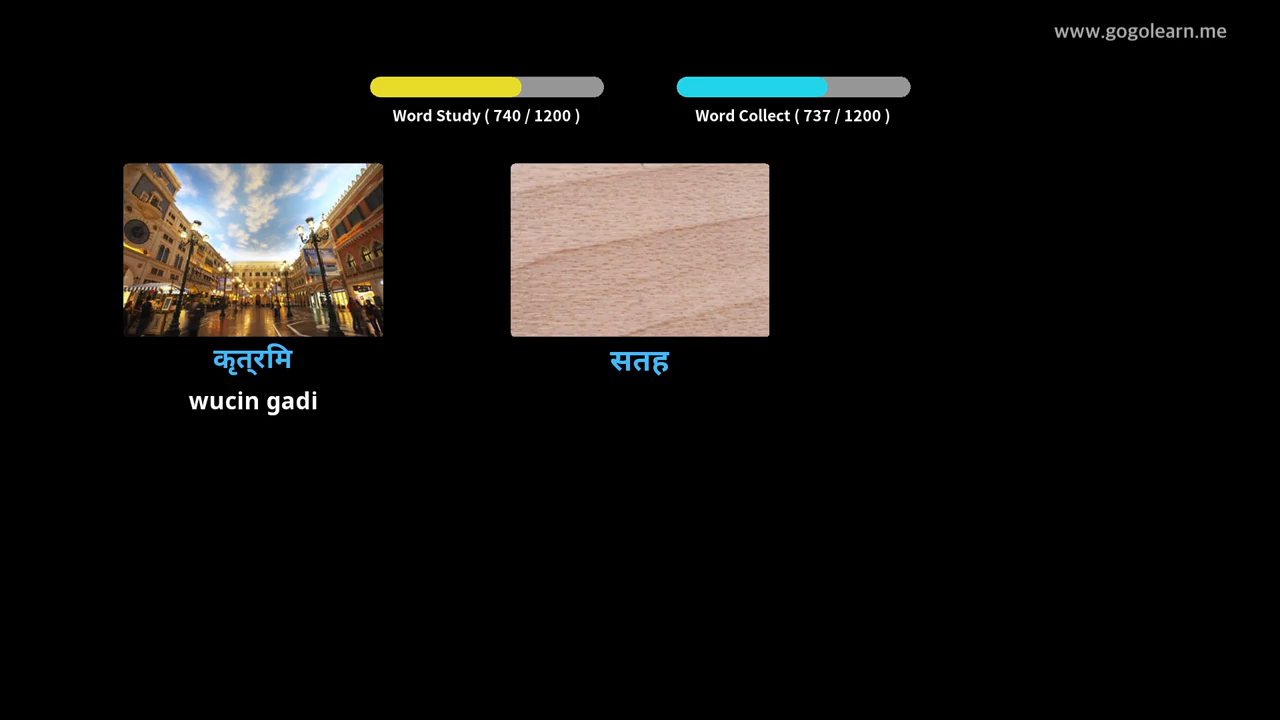 www.gogolearn.me
Word Study ( 740 / 1200 )
Word Collect ( 737 / 1200 )
कृत्रमि
सतह
wucin gadi